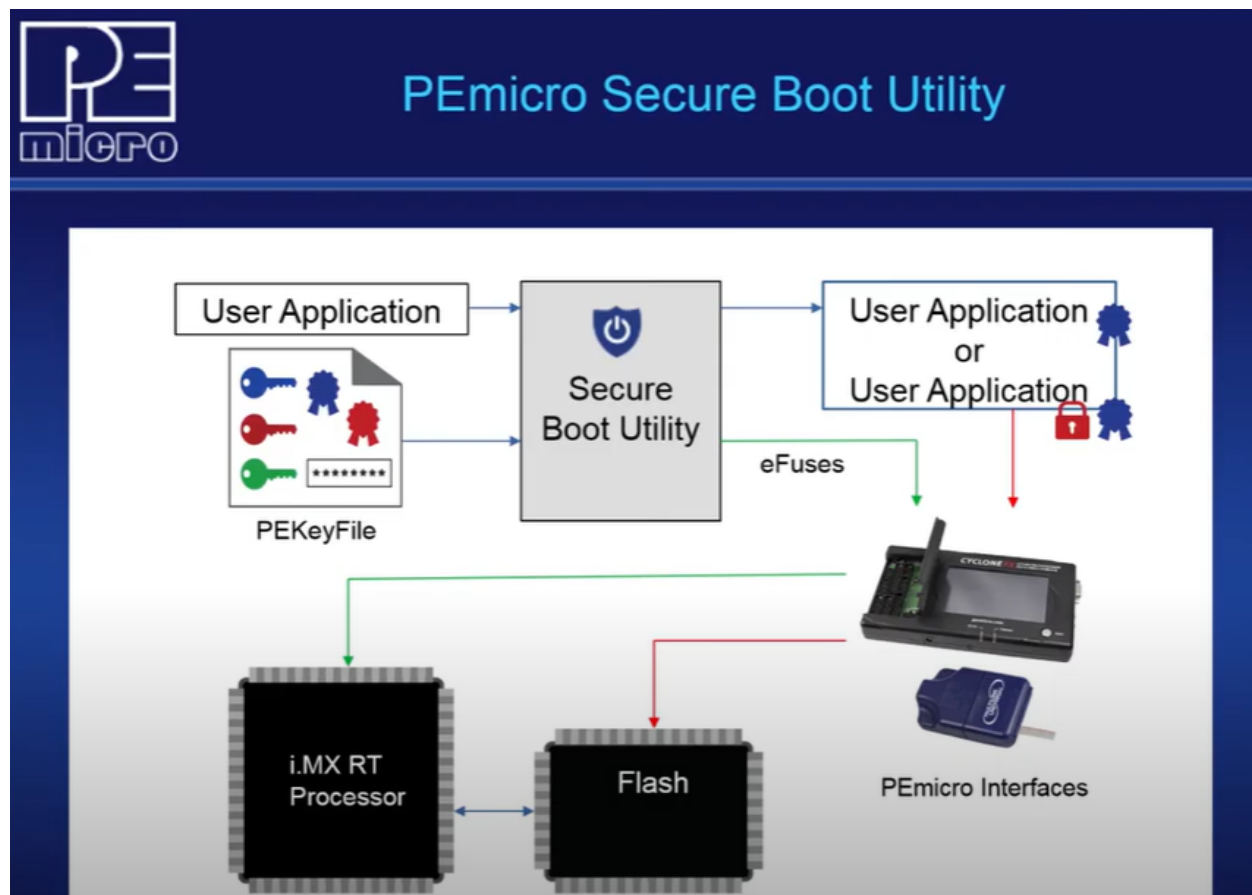 PE
micro
PEmicro Secure Boot Utility
User Application
PEKeyFile
********
Secure
Boot Utility
User Application
or
User Application
eFuses
CYCLONE
PEmicro Interfaces
i.MX RT
Processor
Flash